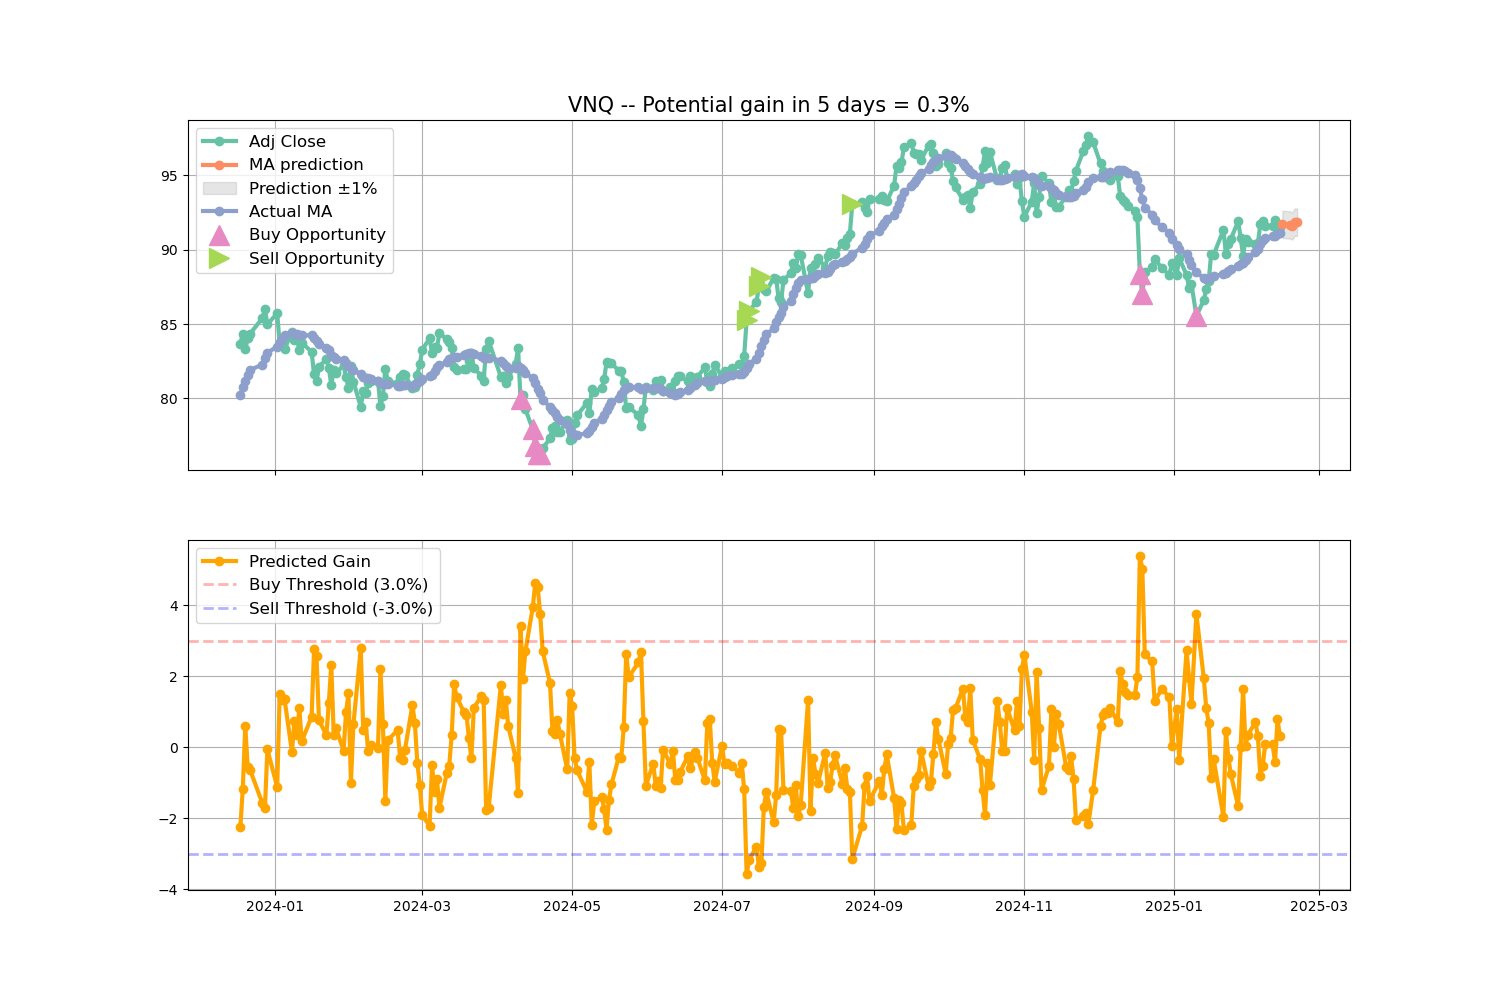 VNQ -- Potential gain in 5 days = 0.3%
Adj Close
MA prediction
Prediction ±1%
Actual MA
Buy Opportunity
Sell Opportunity
95
90
85
80
Predicted Gain
Buy Threshold (3.0%)
Sell Threshold (-3.0%)
4
2
0
−2
−4
2024-01
2024-03
2024-05
2024-07
2024-09
2024-11
2025-01
2025-03